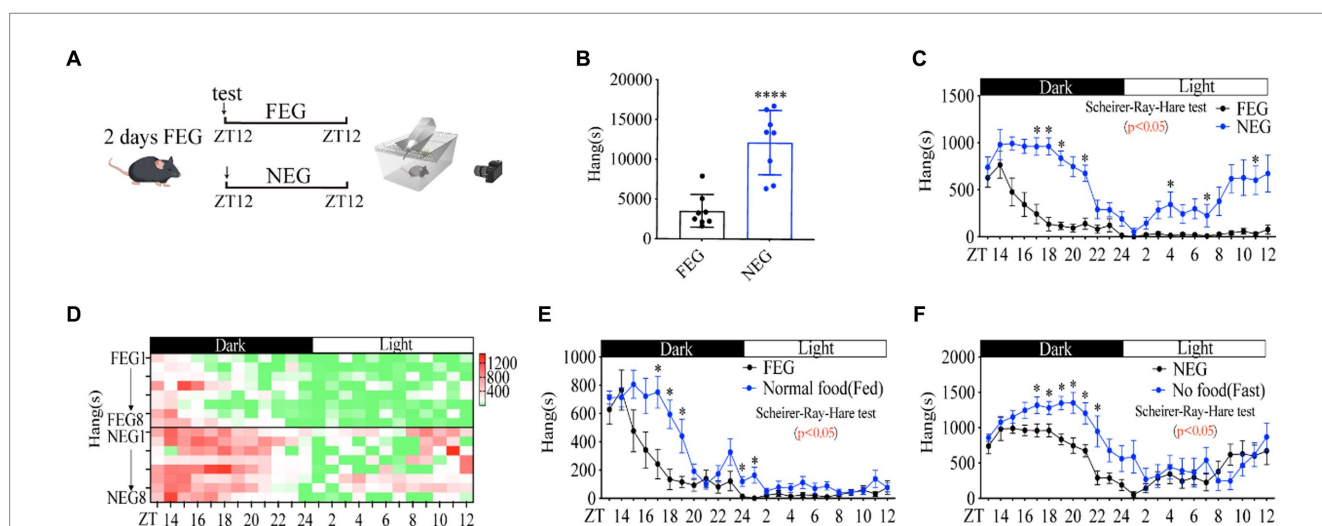 A
test
FEG
2 days FEG
ZT12 ZT12
NEG
ZT12 ZT12
B
20000
15000
10000
5000
0
Hang(s)
****
FEG
NEG
C
Dark Light
1500
1000
500
0
Hang(s)
Scheirer-Ray-Hare test
(p<0.05)
FEG
NEG
* * * * * * *
ZT 14 16 18 20 22 24 2 4 6 8 10 12
D
Dark Light
FEG1
FEG8
NEG1
NEG8
Hang(s)
1200
800
400
ZT 14 16 18 20 22 24 2 4 6 8 10 12
E
Dark Light
1000
800
600
400
200
0
Hang(s)
FEG
Normal food(Fed)
Scheirer-Ray-Hare test
(p<0.05)
* * * * *
ZT 14 16 18 20 22 24 2 4 6 8 10 12
F
Dark Light
2000
1500
1000
500
0
Hang(s)
NEG
No food(Fast)
Scheirer-Ray-Hare test
(p<0.05)
* * * * * *
ZT 14 16 18 20 22 24 2 4 6 8 10 12